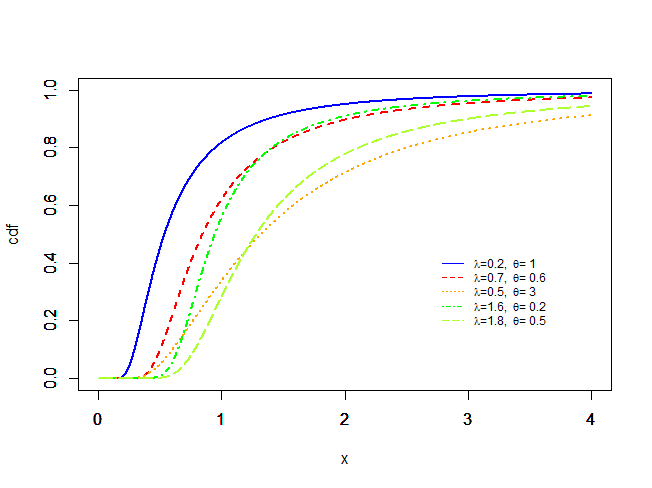 1.0
0.8
0.6
0.4
0.2
0.0
cdf
λ=0.2, θ= 1
λ=0.7, θ= 0.6
λ=0.5, θ= 3
λ=1.6, θ= 0.2
λ=1.8, θ= 0.5
0 1 2 3 4
x